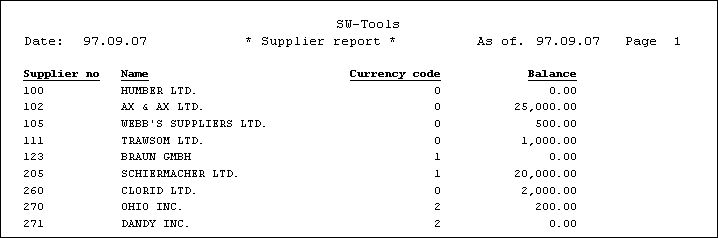 SW-Tools
Date: 97.09.07 * Supplier report * As of. 97.09.07 Page 1
Supplier no Name Currency code Balance
100 HUMBER LTD. 0 0.00
102 AX & AX LTD. 0 25,000.00
105 WEBB'S SUPPLIERS LTD. 0 500.00
111 TRAWSOM LTD. 0 1,000.00
123 BRAUN GMBH 1 0.00
205 SCHIERMACHER LTD. 1 20,000.00
260 CLORID LTD. 0 2,000.00
270 OHIO INC. 2 200.00
271 DANDY INC. 2 0.00